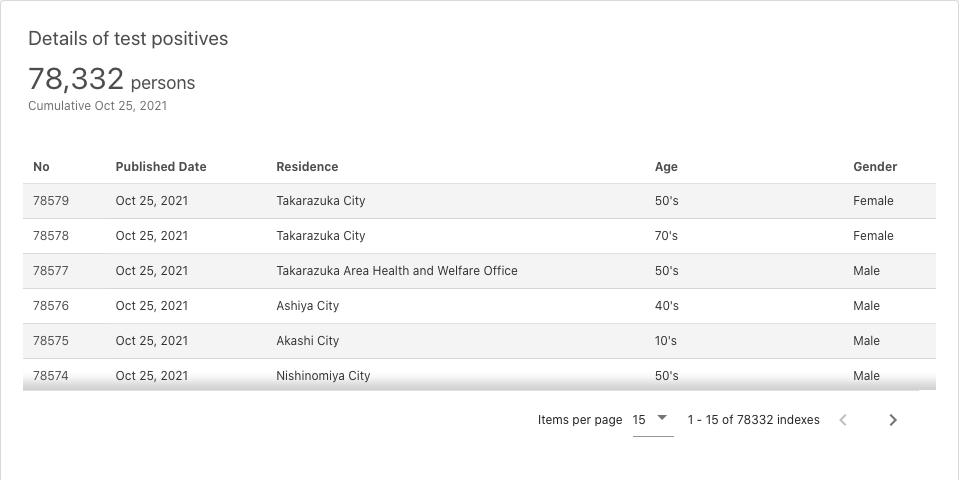 Details of test positives
78,332 persons
Cumulative Oct 25, 2021
No Published Date Residence Age Gender
78579 Oct 25, 2021 Takarazuka City 50's Female
78578 Oct 25, 2021 Takarazuka City 70's Female
78577 Oct 25, 2021 Takarazuka Area Health and Welfare Office 50's Male
78576 Oct 25, 2021 Ashiya City 40's Male
78575 Oct 25, 2021 Akashi City 10's Male
78574 Oct 25, 2021 Nishinomiya City 50's Male
Items per page 15 1 - 15 of 78332 indexes